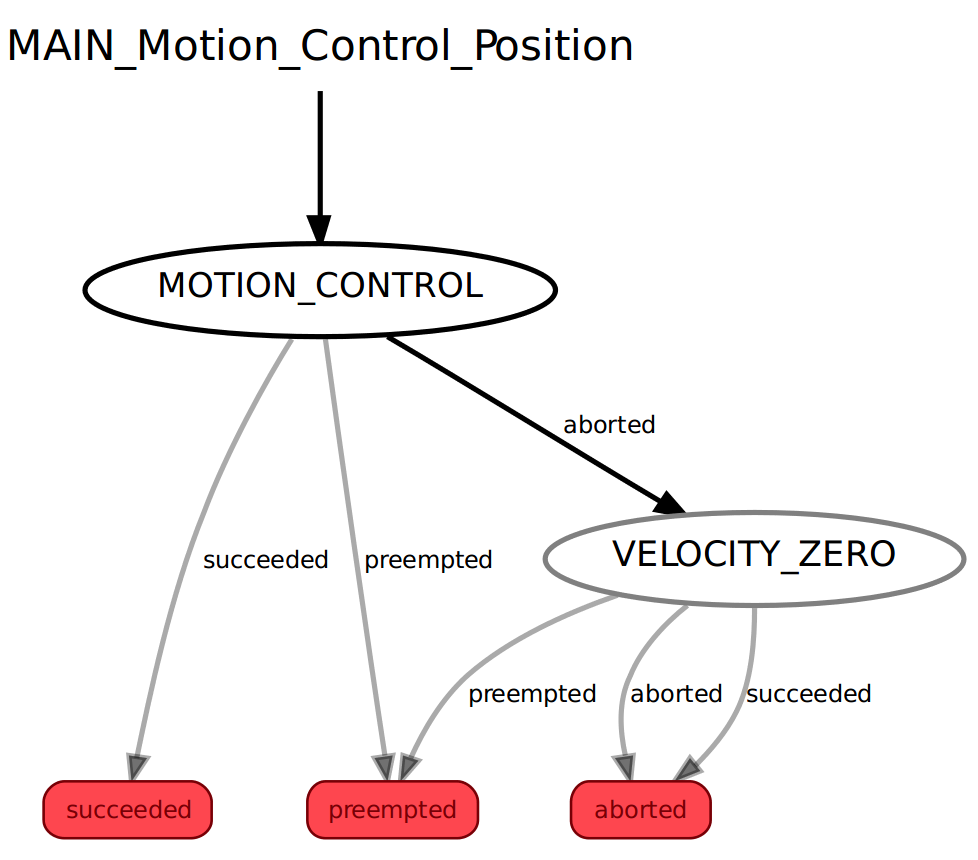 MAIN_Motion_Control_Position
MOTION_CONTROL
aborted
VELOCITY_ZERO
succeeded
preempted
preempted
aborted
succeeded
succeeded
preempted
aborted